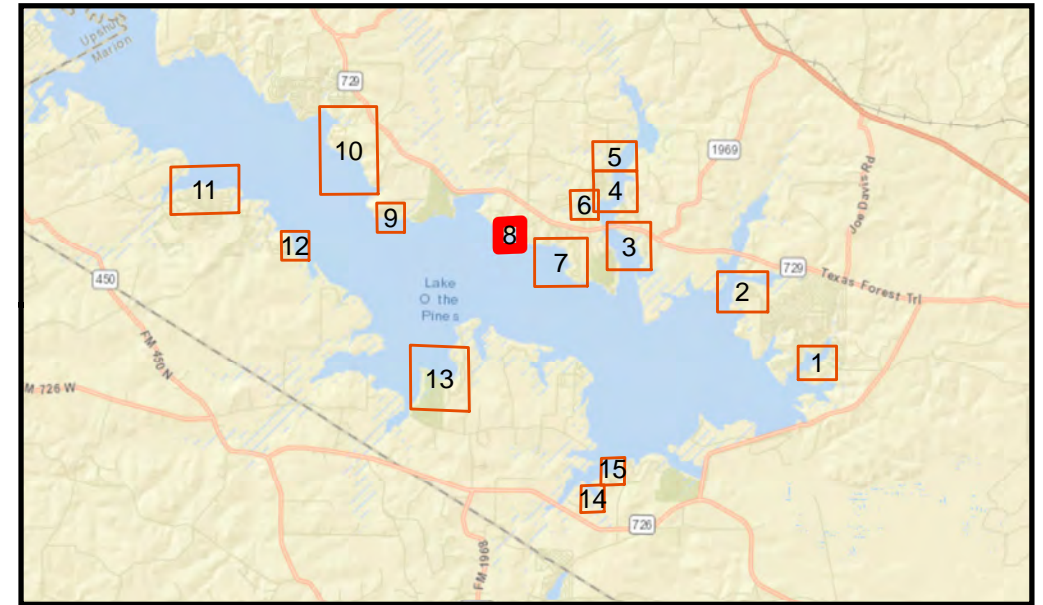 Upshur
Marion
729
10
5
1969
4
6
Joe Davis Rd
11
9
8
3
12
7
450
Lake
O the
Pines
2
729
Texas Forest Trl
FM 450 N
1
13
M 726 W
15
14
726
FM 1968